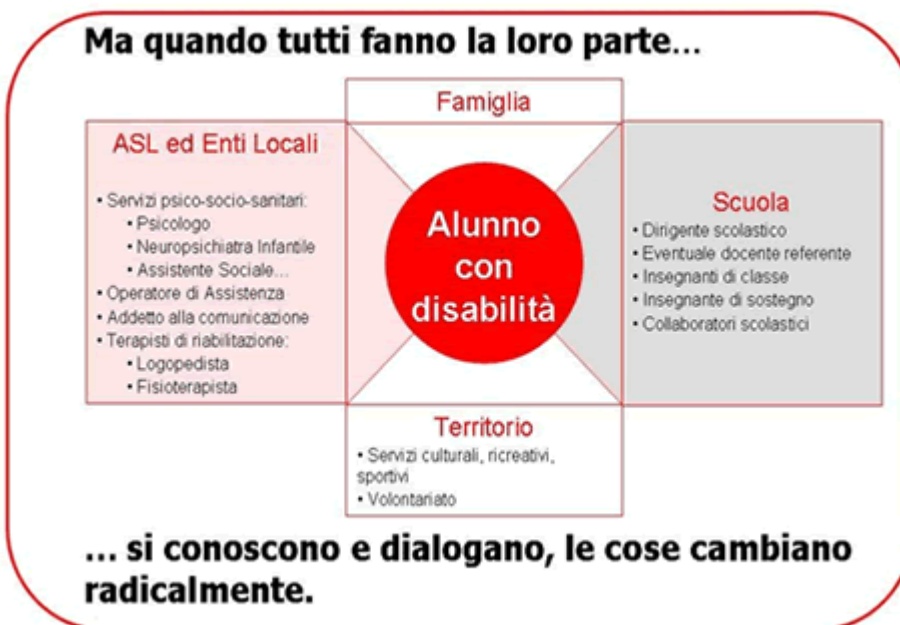 Ma quando tutti fanno la loro parte...
Famiglia
ASL ed Enti Locali
• Servizi psico-socio-sanitari:
• Psicologo
• Neuropsichiatra Infantile
• Assistente Sociale...
• Operatore di Assistenza
• Addetto alla comunicazione
• Terapisti di riabilitazione:
• Logopedista
• Fisioterapista
Alunno
con
disabilità
Scuola
• Dirigente scolastico
• Eventuale docente referente
• Insegnanti di classe
• Insegnante di sostegno
• Collaboratori scolastici
Territorio
• Servizi culturali, ricreativi,
sportivi
• Volontariato
... si conoscono e dialogano, le cose cambiano
radicalmente.